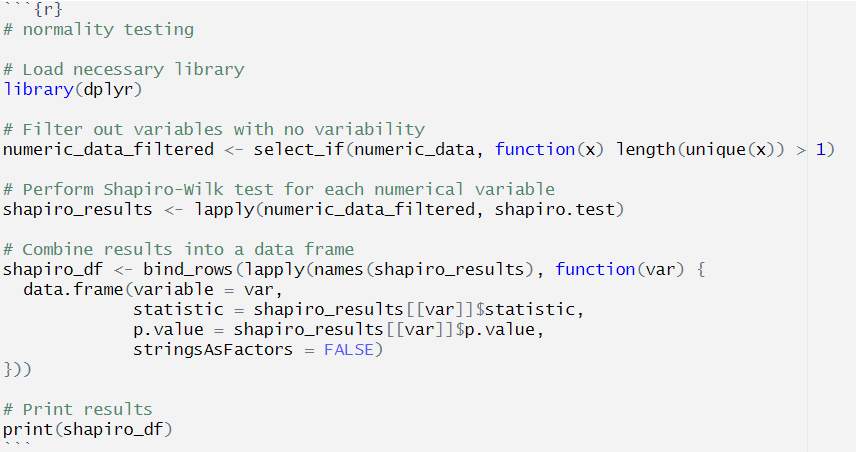 ```{r}
# normality testing

# Load necessary library
library(dplyr)

# Filter out variables with no variability
numeric_data_filtered <- select_if(numeric_data, function(x) length(unique(x)) > 1)

# Perform Shapiro-Wilk test for each numerical variable
shapiro_results <- lapply(numeric_data_filtered, shapiro.test)

# Combine results into a data frame
shapiro_df <- bind_rows(lapply(names(shapiro_results), function(var) {
  data.frame(variable = var,
             statistic = shapiro_results[[var]]$statistic,
             p.value = shapiro_results[[var]]$p.value,
             stringsAsFactors = FALSE)
}))

# Print results
print(shapiro_df)
```